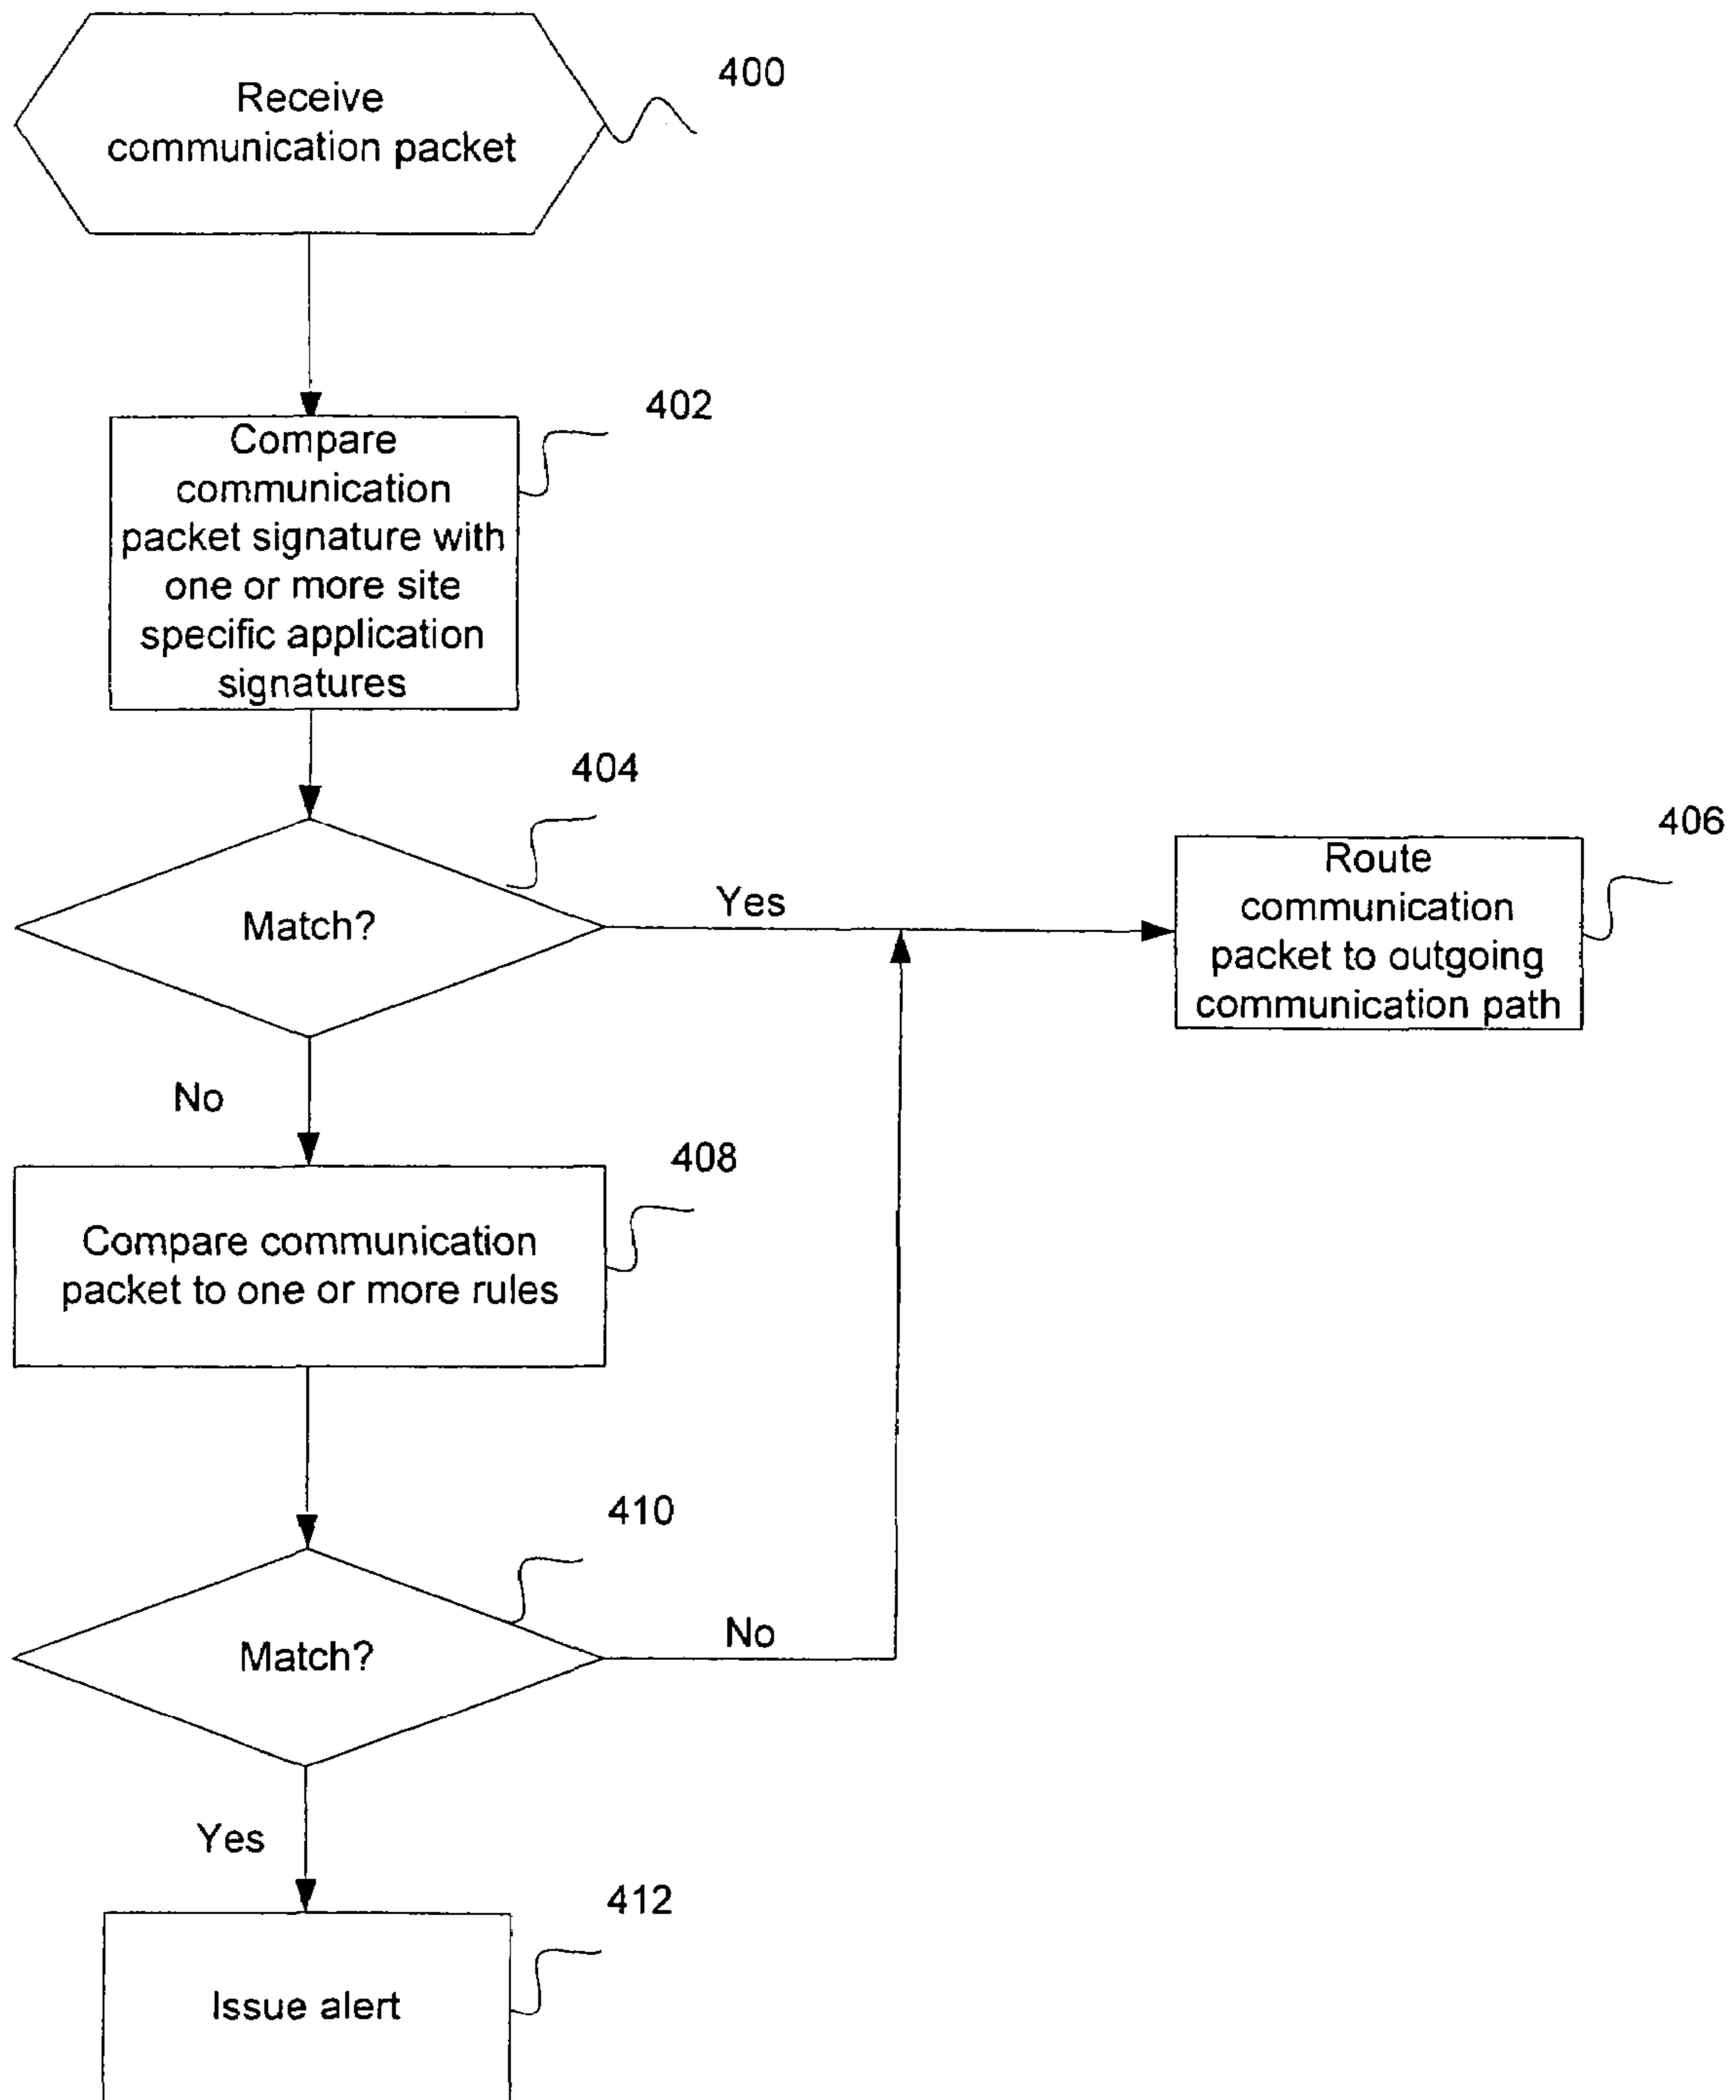 400
Receive
communication packet
402
Compare
communication
packet signature with
one or more site
specific application
signatures
404
Match?
Yes
406
Route
communication
packet to outgoing
communication path
No
408
Compare communication
packet to one or more rules
410
Match?
No
Yes
412
Issue alert